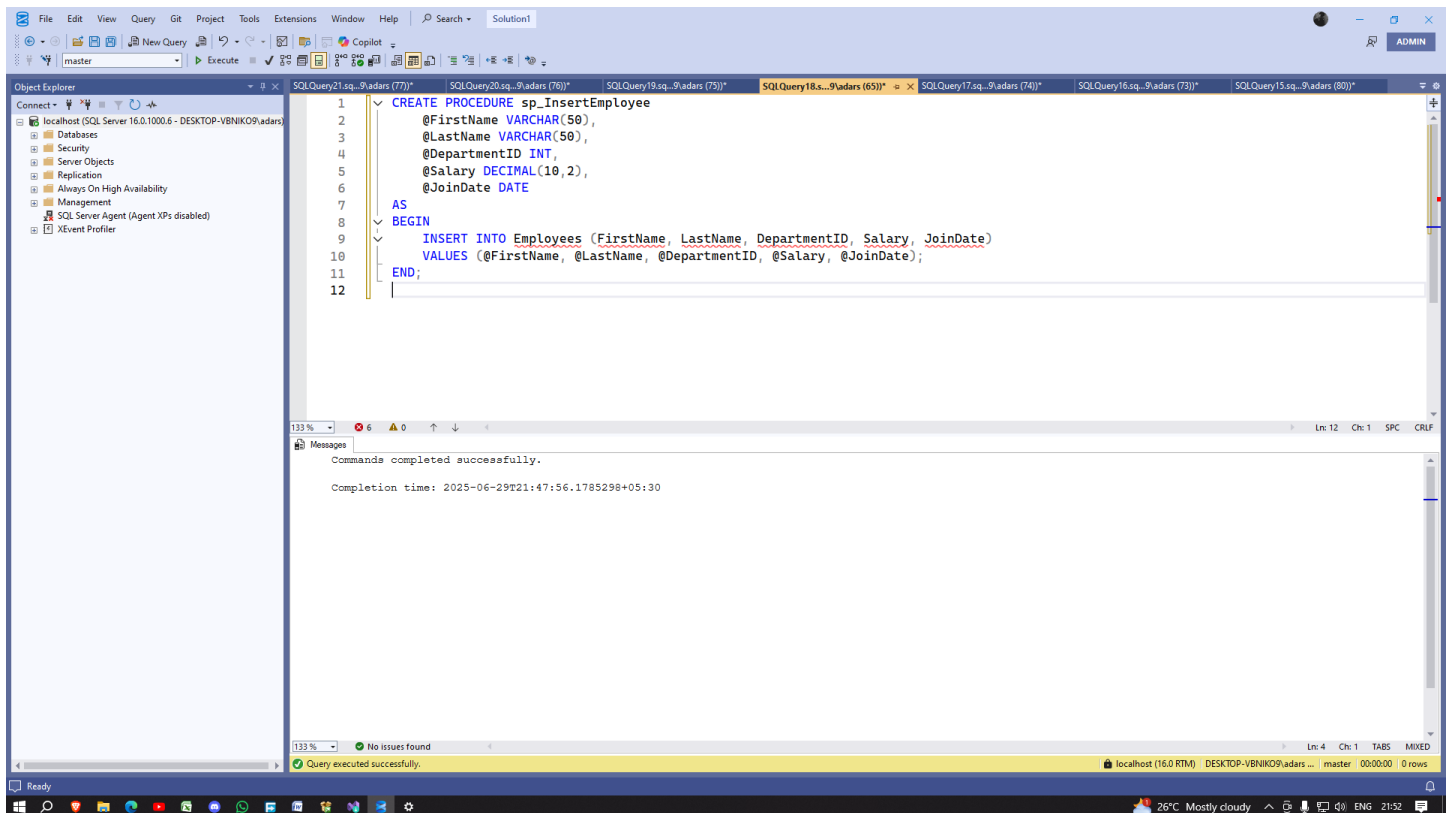 File Edit View Query Git Project Tools Extensions Window Help Search Solution1
New Query Copilot ADMIN
master Execute
Object Explorer
Connect
localhost (SQL Server 16.0.1000.6 - DESKTOP-VBNIKO9\adars)
Databases
Security
Server Objects
Replication
Always On High Availability
Management
SQL Server Agent (Agent XPs disabled)
XEvent Profiler
SQLQuery21.sq...9\adars (77))* SQLQuery20.sq...9\adars (76))* SQLQuery19.sq...9\adars (75))* SQLQuery18.s...9\adars (65))* SQLQuery17.sq...9\adars (74))* SQLQuery16.sq...9\adars (73))* SQLQuery15.sq...9\adars (80))*
1 CREATE PROCEDURE sp_InsertEmployee
2 @FirstName VARCHAR(50),
3 @LastName VARCHAR(50),
4 @DepartmentID INT,
5 @Salary DECIMAL(10,2),
6 @JoinDate DATE
7 AS
8 BEGIN
9 INSERT INTO Employees (FirstName, LastName, DepartmentID, Salary, JoinDate)
10 VALUES (@FirstName, @LastName, @DepartmentID, @Salary, @JoinDate);
11 END;
12
133 % 6 0 Ln: 12 Ch: 1 SPC CRLF
Messages
Commands completed successfully.
Completion time: 2025-06-29T21:47:56.1785298+05:30
133 % No issues found Ln: 4 Ch: 1 TABS MIXED
Query executed successfully. localhost (16.0 RTM) DESKTOP-VBNIKO9\adars ... master 00:00:00 0 rows
Ready
26°C Mostly cloudy ENG 21:52